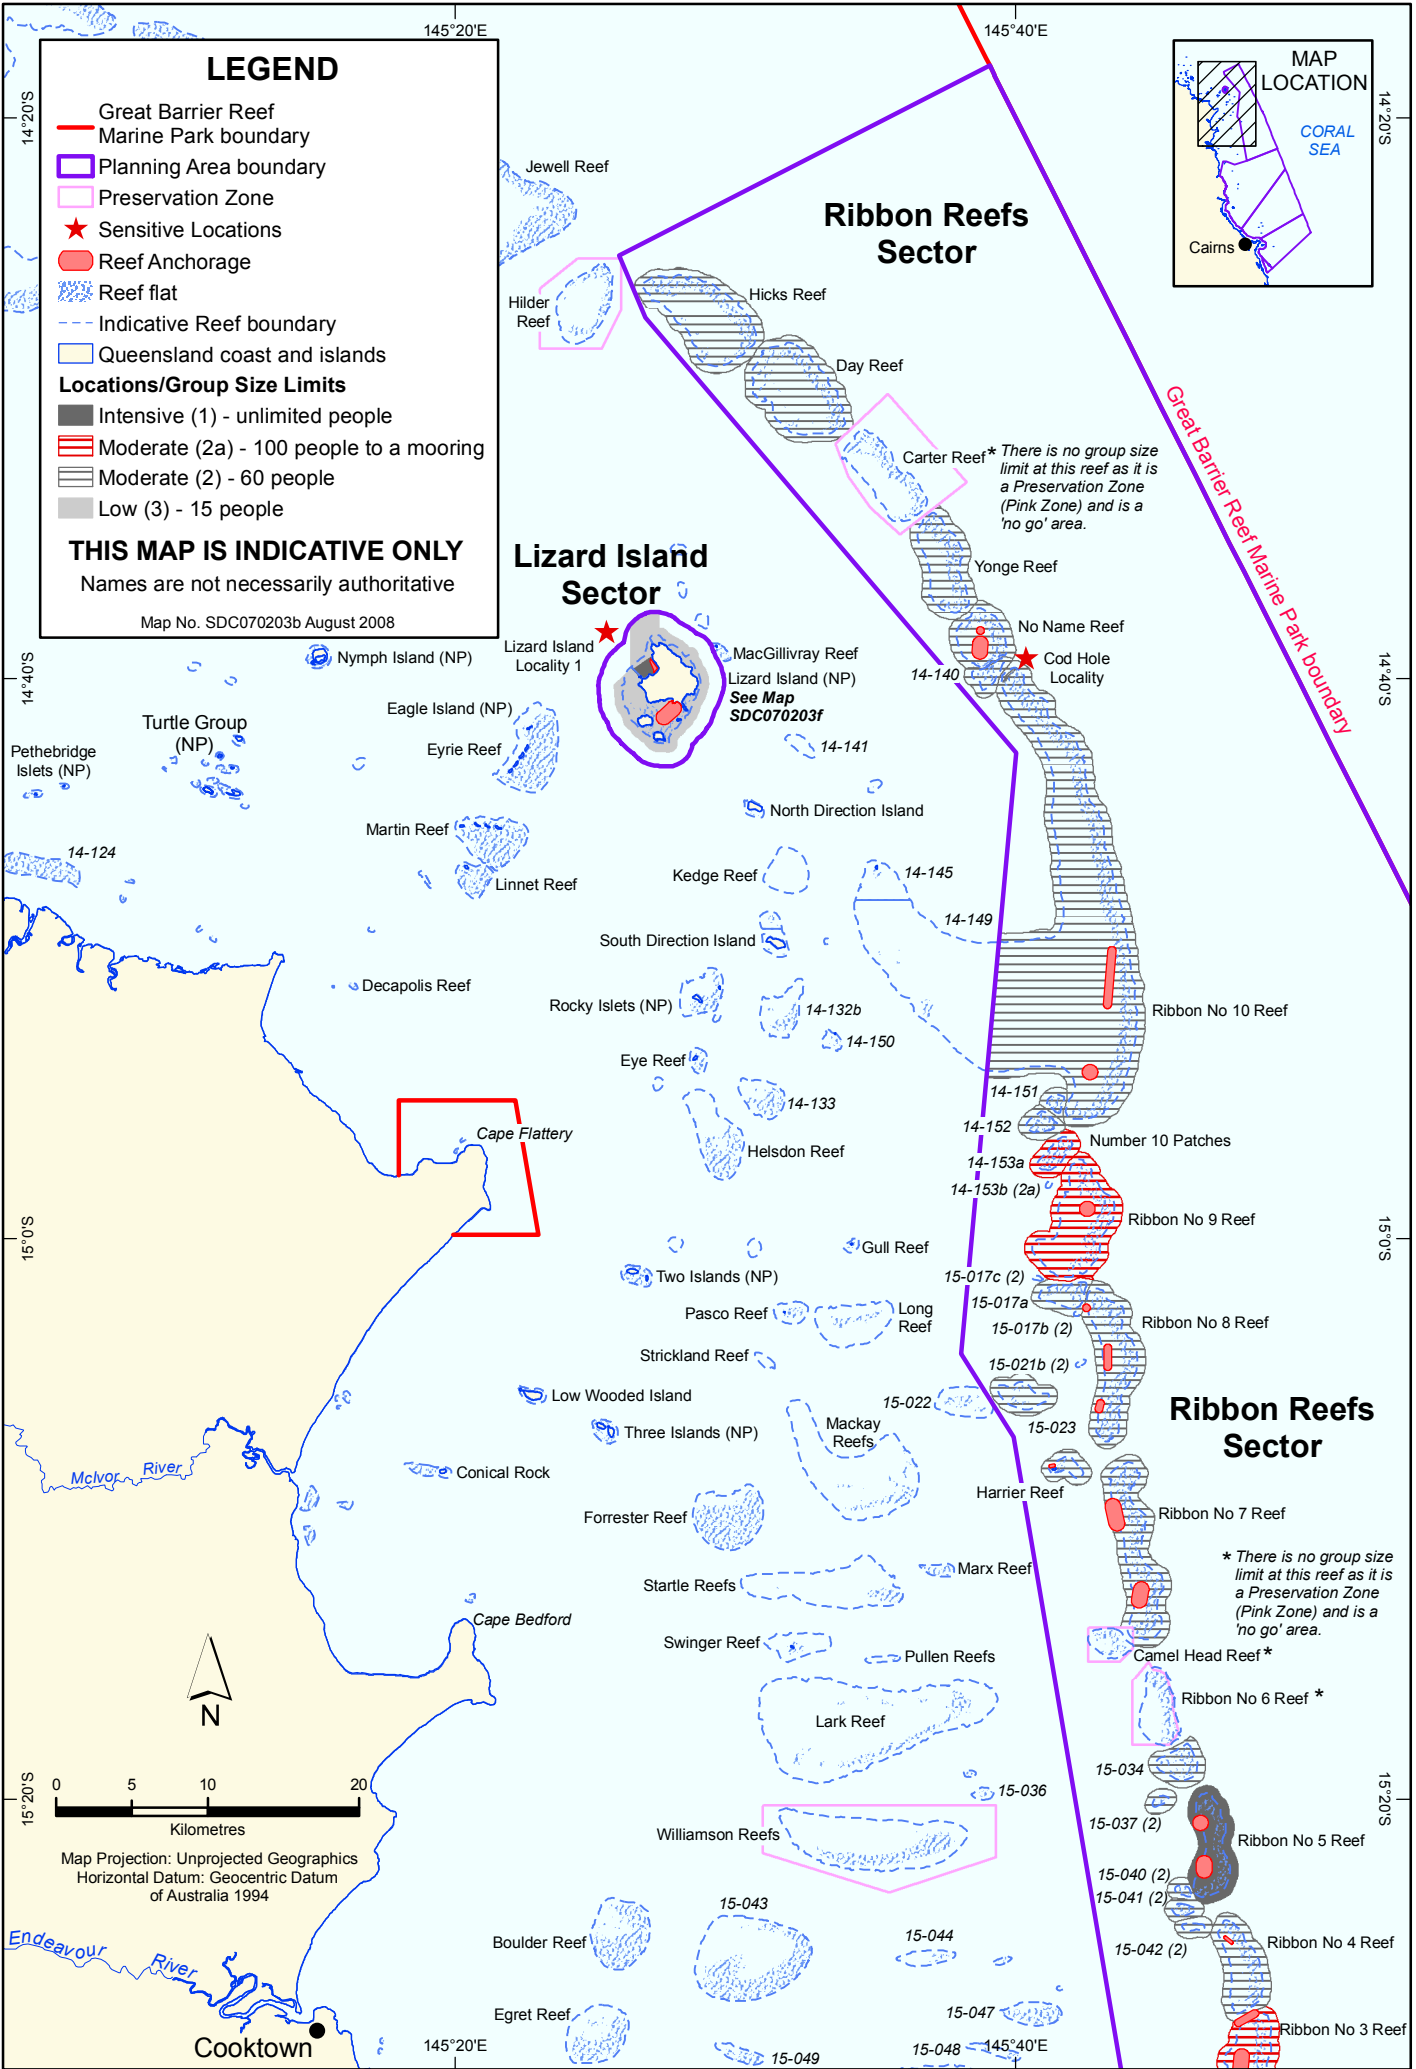 145°20'E
145°40'E
LEGEND
Great Barrier Reef
Marine Park boundary
Planning Area boundary
Preservation Zone
Sensitive Locations
Reef Anchorage
Reef flat
Indicative Reef boundary
Queensland coast and islands
Locations/Group Size Limits
Intensive (1) - unlimited people
Moderate (2a) - 100 people to a mooring
Moderate (2) - 60 people
Low (3) - 15 people
THIS MAP IS INDICATIVE ONLY
Names are not necessarily authoritative
Map No. SDC070203b August 2008
MAP
LOCATION
CORAL
SEA
Cairns
14°20'S
14°20'S
Jewell Reef
Ribbon Reefs
Sector
Hilder
Reef
Hicks Reef
Day Reef
Great Barrier Reef Marine Park boundary
Carter Reef*
There is no group size
limit at this reef as it is
a Preservation Zone
(Pink Zone) and is a
'no go' area.
Lizard Island
Sector
Yonge Reef
No Name Reef
Lizard Island
Locality 1
Nymph Island (NP)
MacGillivray Reef
Cod Hole
Locality
14-140
Lizard Island (NP)
See Map
SDC070203f
14°40'S
14°40'S
Eagle Island (NP)
Turtle Group
(NP)
Eyrie Reef
Pethebridge
Islets (NP)
14-141
North Direction Island
Martin Reef
14-124
Linnet Reef
Kedge Reef
14-145
14-149
South Direction Island
Decapolis Reef
Rocky Islets (NP)
14-132b
Ribbon No 10 Reef
14-150
Eye Reef
14-151
14-133
14-152
Cape Flattery
Number 10 Patches
Helsdon Reef
14-153a
14-153b (2a)
Ribbon No 9 Reef
15°0'S
15°0'S
Gull Reef
Two Islands (NP)
15-017c (2)
15-017a
Pasco Reef
Long
Reef
15-017b (2)
Ribbon No 8 Reef
Strickland Reef
15-021b (2)
Low Wooded Island
15-022
Ribbon Reefs
Sector
Three Islands (NP)
Mackay
Reefs
15-023
McIvor River
Conical Rock
Harrier Reef
Forrester Reef
Ribbon No 7 Reef
* There is no group size
limit at this reef as it is
a Preservation Zone
(Pink Zone) and is a
'no go' area.
Marx Reef
Startle Reefs
Cape Bedford
Swinger Reef
Pullen Reefs
Camel Head Reef*
Ribbon No 6 Reef *
N
Lark Reef
15-034
15°20'S
15°20'S
0 5 10 20
Kilometres
15-036
15-037 (2)
Williamson Reefs
Ribbon No 5 Reef
Map Projection: Unprojected Geographics
Horizontal Datum: Geocentric Datum
of Australia 1994
15-040 (2)
15-041 (2)
15-043
Endeavour River
Boulder Reef
15-044
15-042 (2)
Ribbon No 4 Reef
Egret Reef
15-047
Ribbon No 3 Reef
Cooktown
15-049
15-048
145°20'E
145°40'E